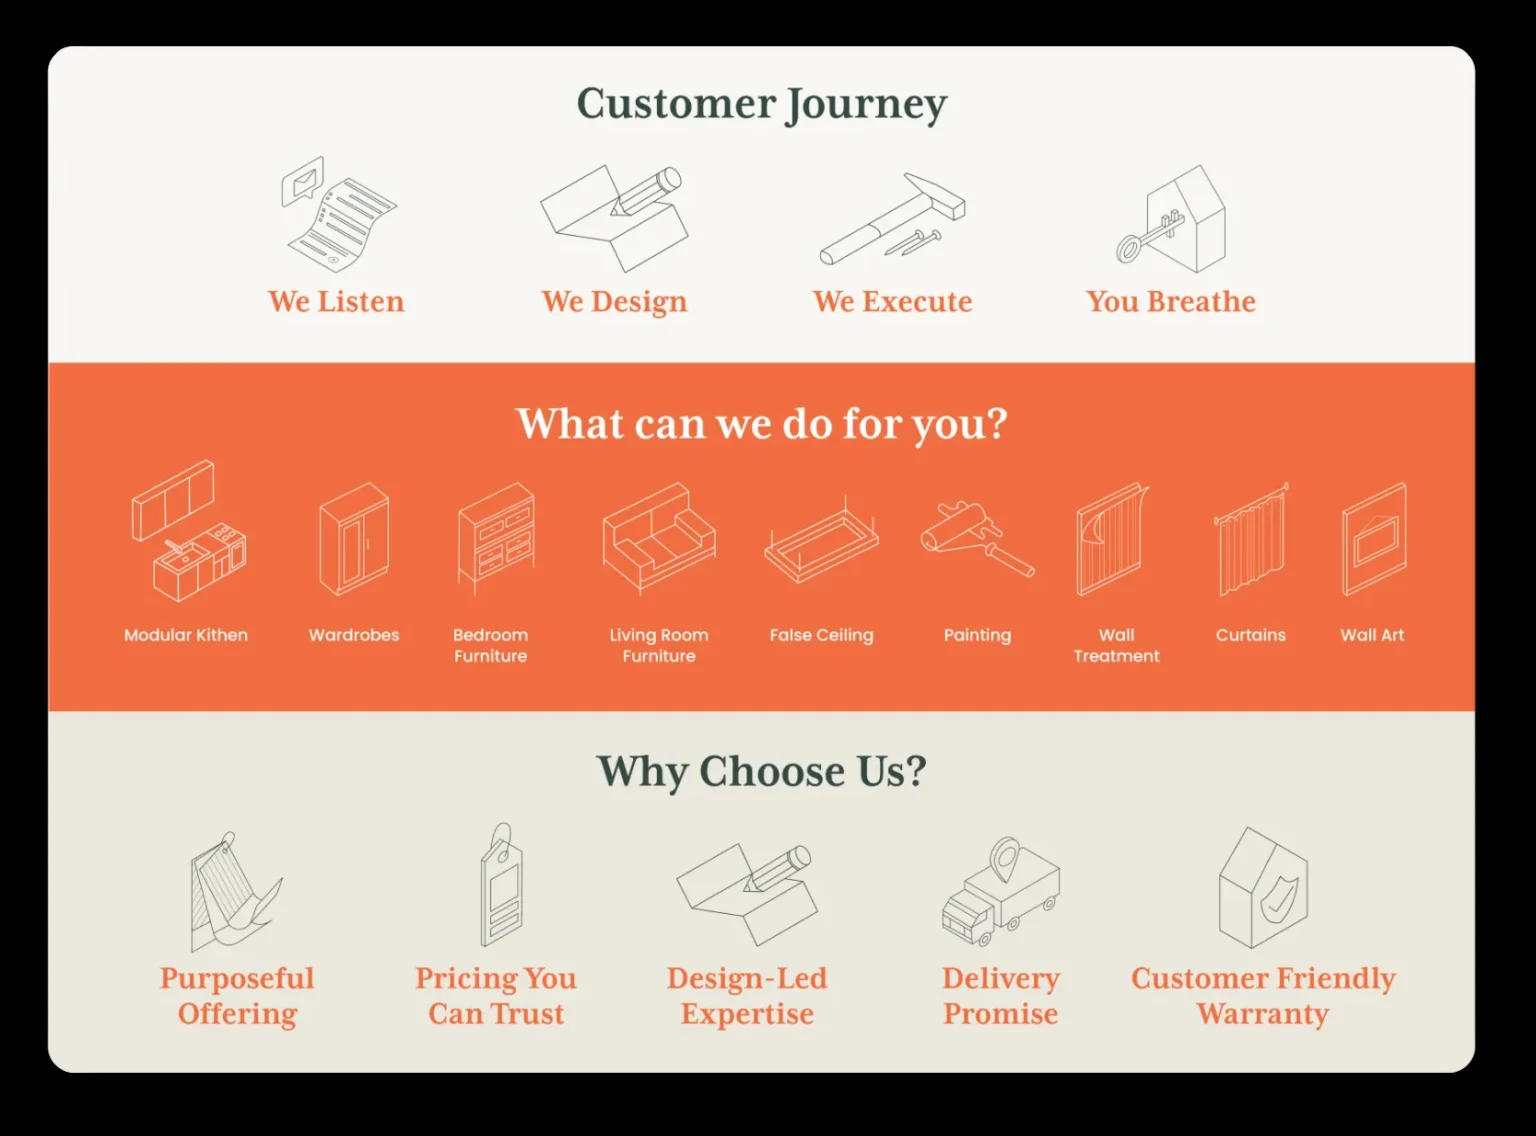 Customer Journey
We Listen
We Design
We Execute
You Breathe
What can we do for you?
Modular Kithen
Wardrobes
Bedroom
Furniture
Living Room
Furniture
False Ceiling
Painting
Wall
Treatment
Curtains
Wall Art
Why Choose Us?
Purposeful
Offering
Pricing You
Can Trust
Design-Led
Expertise
Delivery
Promise
Customer Friendly
Warranty